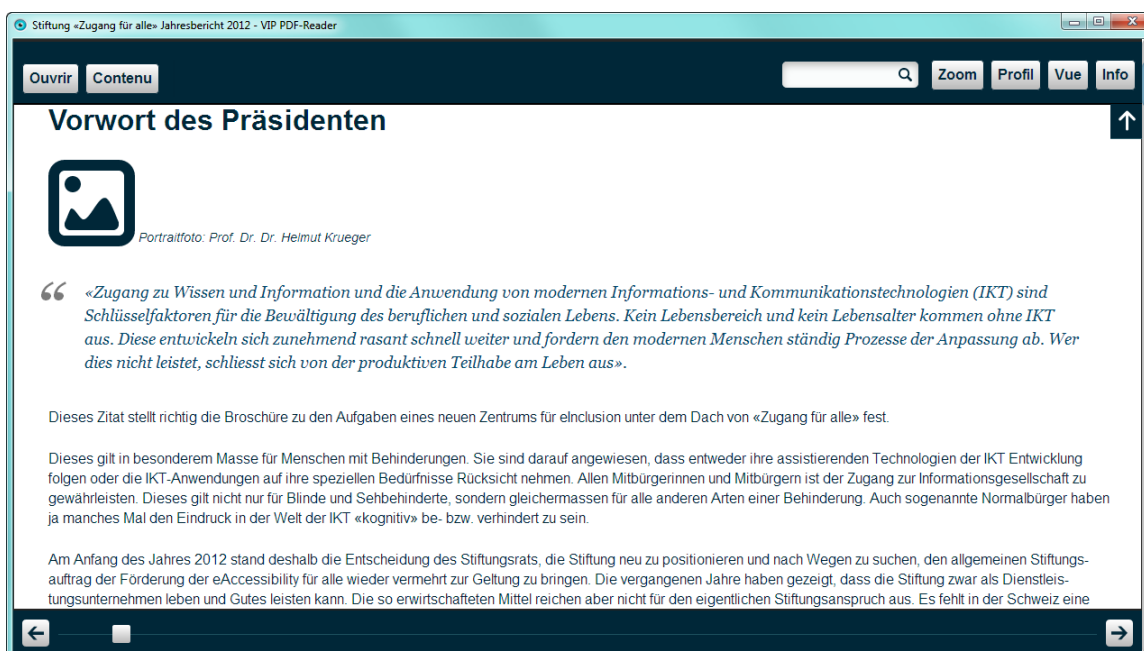 Stiftung «Zugang für alle» Jahresbericht 2012 - VIP PDF-Reader
Ouvrir Contenu Zoom Profil Vue Info
Vorwort des Präsidenten
Portraitfoto: Prof. Dr. Dr. Helmut Krueger
“ «Zugang zu Wissen und Information und die Anwendung von modernen Informations- und Kommunikationstechnologien (IKT) sind
Schlüsselfaktoren für die Bewältigung des beruflichen und sozialen Lebens. Kein Lebensbereich und kein Lebensalter kommen ohne IKT
aus. Diese entwickeln sich zunehmend rasant schnell weiter und fordern den modernen Menschen ständig Prozesse der Anpassung ab. Wer
dies nicht leistet, schliesst sich von der produktiven Teilhabe am Leben aus».
Dieses Zitat stellt richtig die Broschüre zu den Aufgaben eines neuen Zentrums für eInclusion unter dem Dach von «Zugang für alle» fest.
Dieses gilt in besonderem Masse für Menschen mit Behinderungen. Sie sind darauf angewiesen, dass entweder ihre assistierenden Technologien der IKT Entwicklung
folgen oder die IKT-Anwendungen auf ihre speziellen Bedürfnisse Rücksicht nehmen. Allen Mitbürgerinnen und Mitbürgern ist der Zugang zur Informationsgesellschaft zu
gewährleisten. Dieses gilt nicht nur für Blinde und Sehbehinderte, sondern gleichermassen für alle anderen Arten einer Behinderung. Auch sogenannte Normalbürger haben
ja manches Mal den Eindruck in der Welt der IKT «kognitiv» be- bzw. verhindert zu sein.
Am Anfang des Jahres 2012 stand deshalb die Entscheidung des Stiftungsrats, die Stiftung neu zu positionieren und nach Wegen zu suchen, den allgemeinen Stiftungs-
auftrag der Förderung der eAccessibility für alle wieder vermehrt zur Geltung zu bringen. Die vergangenen Jahre haben gezeigt, dass die Stiftung zwar als Dienstleis-
tungsunternehmen leben und Gutes leisten kann. Die so erwirtschafteten Mittel reichen aber nicht für den eigentlichen Stiftungsanspruch aus. Es fehlt in der Schweiz eine